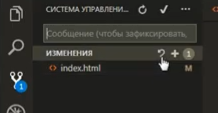 СИСТЕМА УПРАВЛЕНИ...
Сообщение (чтобы зафиксировать,
ИЗМЕНЕНИЯ 1
<> index.html M
1